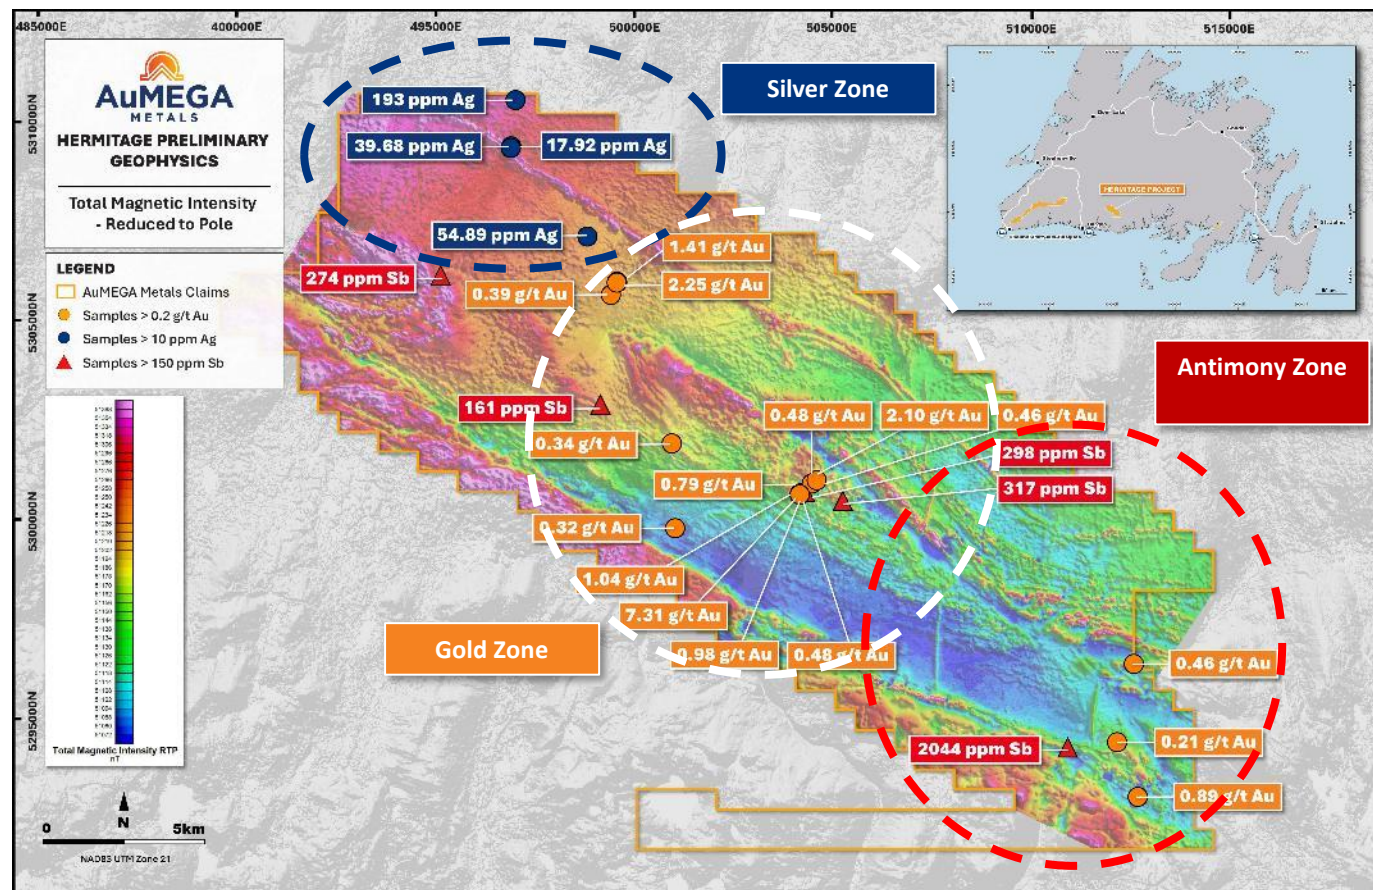 485000E
400000E
495000E
500000E
505000E
510000E
515000E
5310000N
5305000N
5300000N
5295000N
AuMEGA
METALS
HERMITAGE PRELIMINARY
GEOPHYSICS
Total Magnetic Intensity
- Reduced to Pole
LEGEND
AuMEGA Metals Claims
Samples > 0.2 g/t Au
Samples > 10 ppm Ag
Samples > 150 ppm Sb
Total Magnetic Intensity RTP
nT
N
0 5km
NAD83 UTM Zone 21
Silver Zone
193 ppm Ag
39.68 ppm Ag
17.92 ppm Ag
54.89 ppm Ag
274 ppm Sb
1.41 g/t Au
0.39 g/t Au
2.25 g/t Au
161 ppm Sb
0.34 g/t Au
0.48 g/t Au
2.10 g/t Au
0.46 g/t Au
298 ppm Sb
0.79 g/t Au
317 ppm Sb
0.32 g/t Au
1.04 g/t Au
7.31 g/t Au
0.98 g/t Au
0.48 g/t Au
Gold Zone
Antimony Zone
0.46 g/t Au
0.21 g/t Au
2044 ppm Sb
0.89 g/t Au
HERMITAGE PROJECT